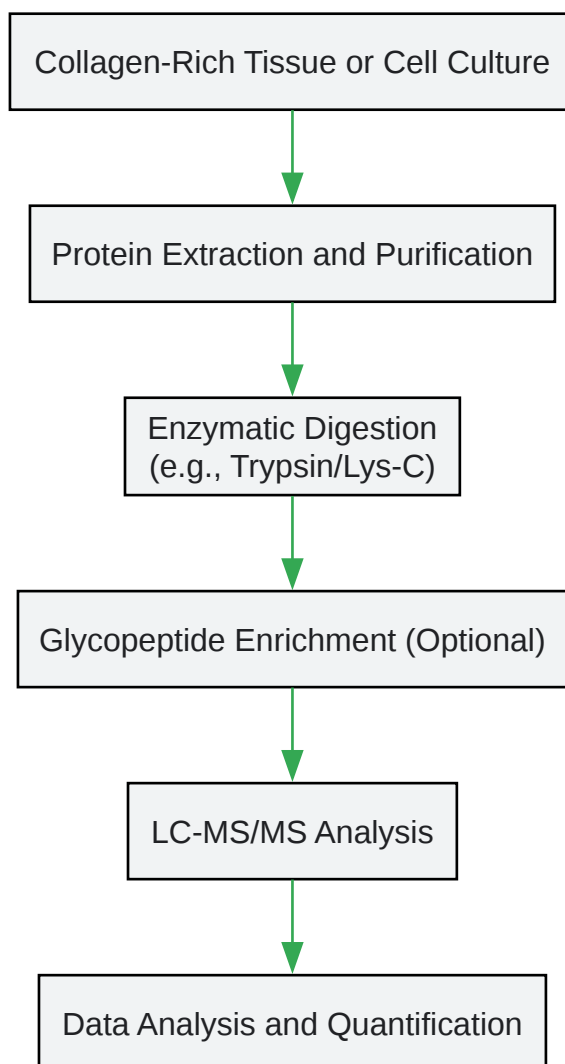 Collagen-Rich Tissue or Cell Culture
Protein Extraction and Purification
Enzymatic Digestion
(e.g., Trypsin/Lys-C)
Glycopeptide Enrichment (Optional)
LC-MS/MS Analysis
Data Analysis and Quantification